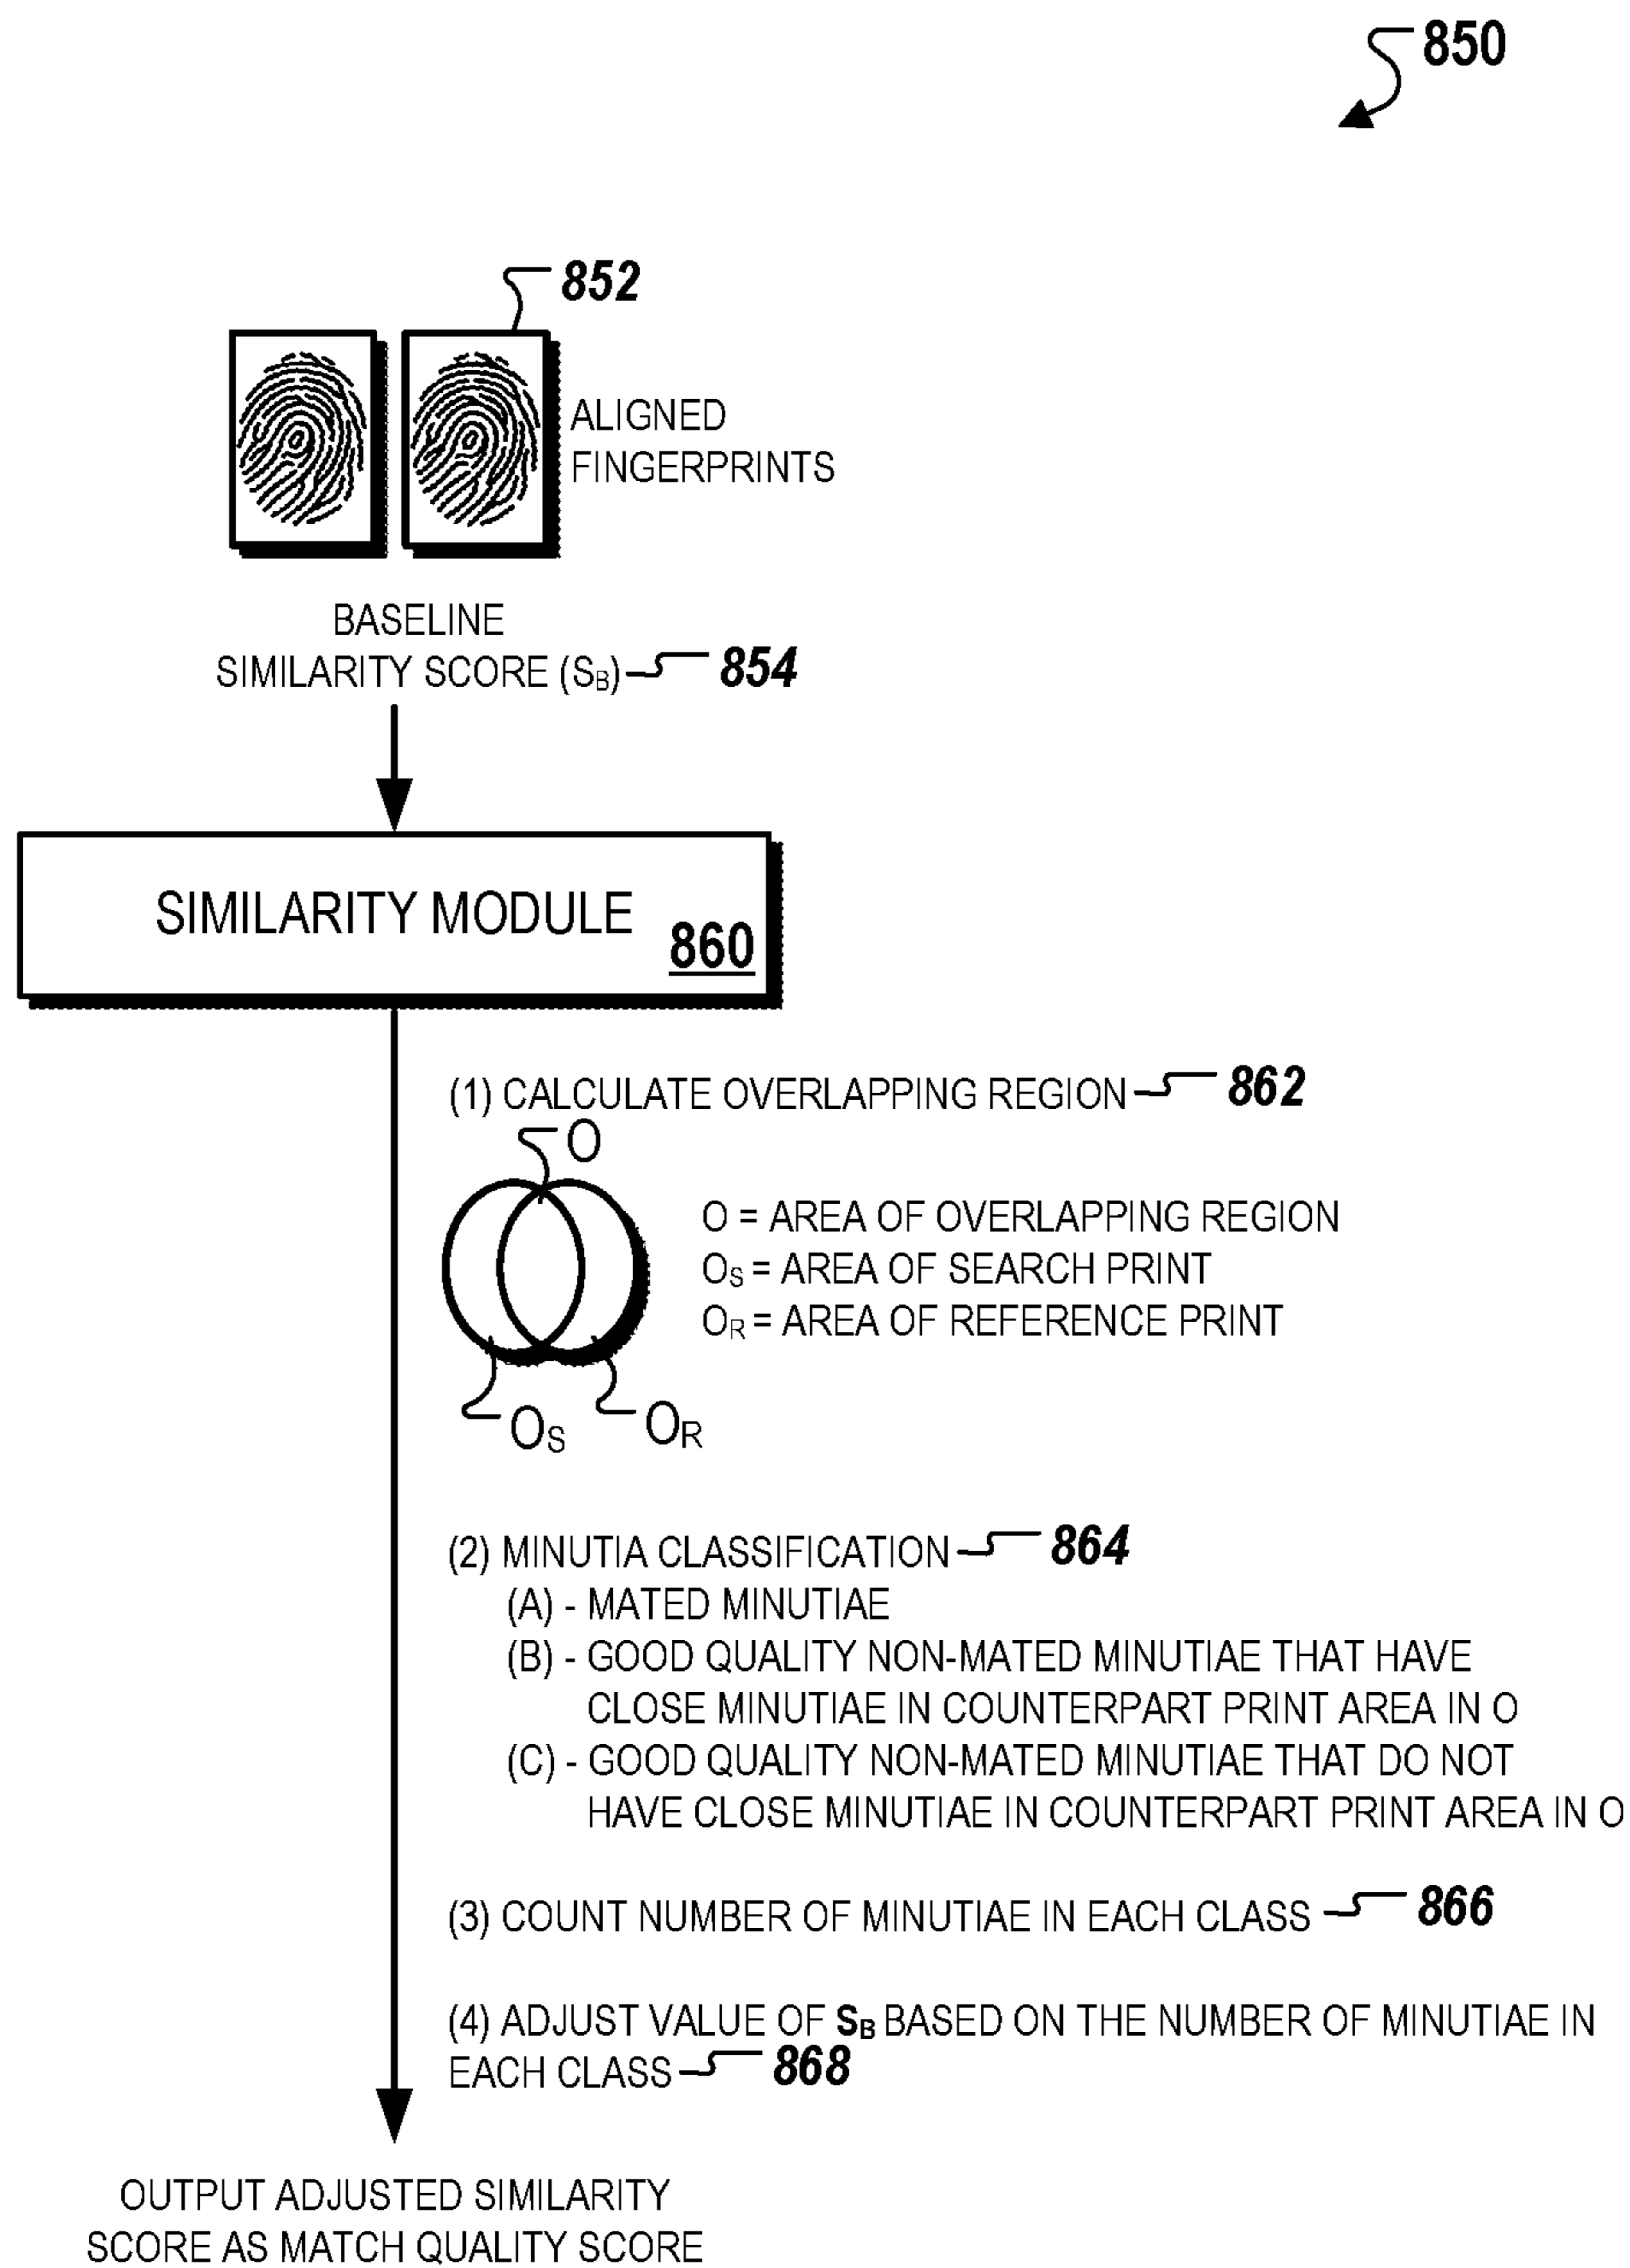 850
852
ALIGNED
FINGERPRINTS
BASELINE
SIMILARITY SCORE (SB) 854
SIMILARITY MODULE
860
(1) CALCULATE OVERLAPPING REGION 862
O
O = AREA OF OVERLAPPING REGION
OS = AREA OF SEARCH PRINT
OR = AREA OF REFERENCE PRINT
OS OR
(2) MINUTIA CLASSIFICATION 864
(A) - MATED MINUTIAE
(B) - GOOD QUALITY NON-MATED MINUTIAE THAT HAVE
CLOSE MINUTIAE IN COUNTERPART PRINT AREA IN O
(C) - GOOD QUALITY NON-MATED MINUTIAE THAT DO NOT
HAVE CLOSE MINUTIAE IN COUNTERPART PRINT AREA IN O
(3) COUNT NUMBER OF MINUTIAE IN EACH CLASS 866
(4) ADJUST VALUE OF SB BASED ON THE NUMBER OF MINUTIAE IN
EACH CLASS 868
OUTPUT ADJUSTED SIMILARITY
SCORE AS MATCH QUALITY SCORE